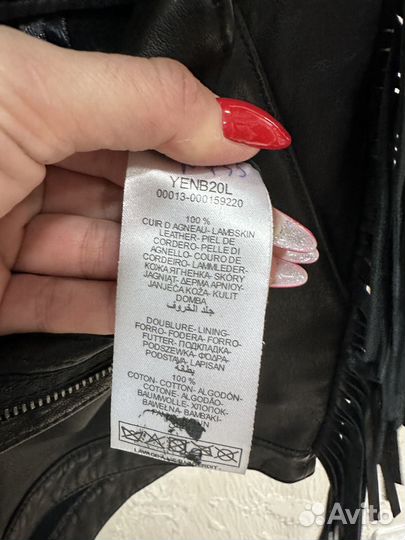 YENB20L
00013-000159220
100 %
CUIR D AGNEAU- LAMBSKIN
LEATHER- PIEL DE
CORDERO- PELLE DI
AGNELLO- COURO DE
CORDEIRO- LAMMLEDER-
КОЖА ЯГНЕНКА- SKÓRY
JAGNIĄT- ΔΕΡΜΑ ΑΡΝΙΟΥ-
JANJEĆA KOŽA- KULIT
DOMBA
جلد الخروف
DOUBLURE- LINING-
FORRO- FODERA- FORRO-
FUTTER- ПОДКЛАДКА-
PODSZEWKA- ΦΟΔΡΑ-
PODSTAVA- LAPISAN
بطانة
100 %
COTON- COTTON- ALGODÓN-
COTONE- ALGODÃO-
BAUMWOLLE- ХЛОПОК-
BAWEŁNA- ΒΑΜΒΑΚΙ-
Avito